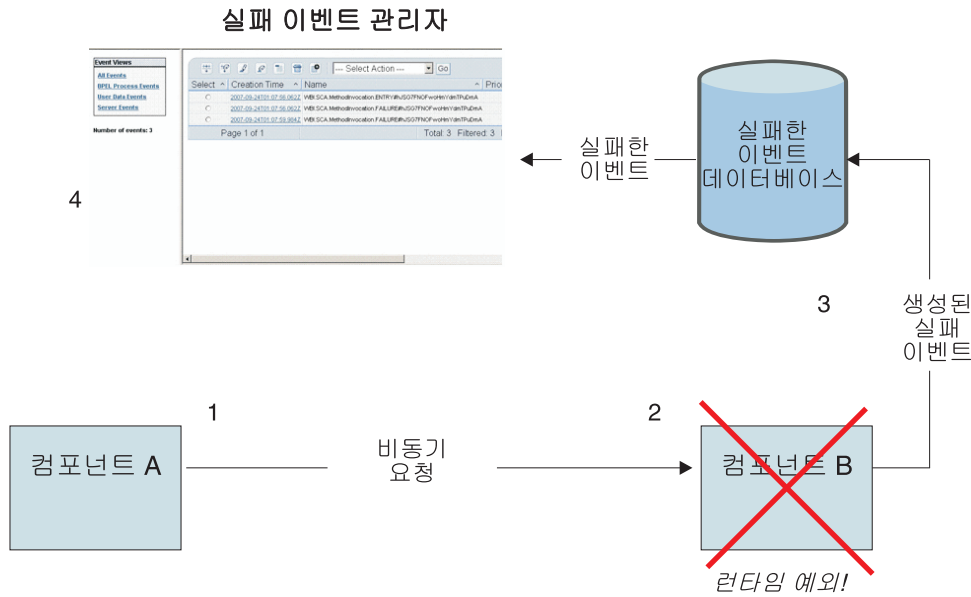 실패 이벤트 관리자
Event Views
All Events
BPEL Process Events
User Data Events
Server Events
Number of events: 3
--- Select Action ---
Go
Select
Creation Time
Name
Prio
Page 1 of 1
Total: 3 Filtered: 3
4
실패한
이벤트
실패한
이벤트
데이터베이스
3
생성된
실패
이벤트
1
컴포넌트 A
비동기
요청
2
컴포넌트 B
런타임 예외!